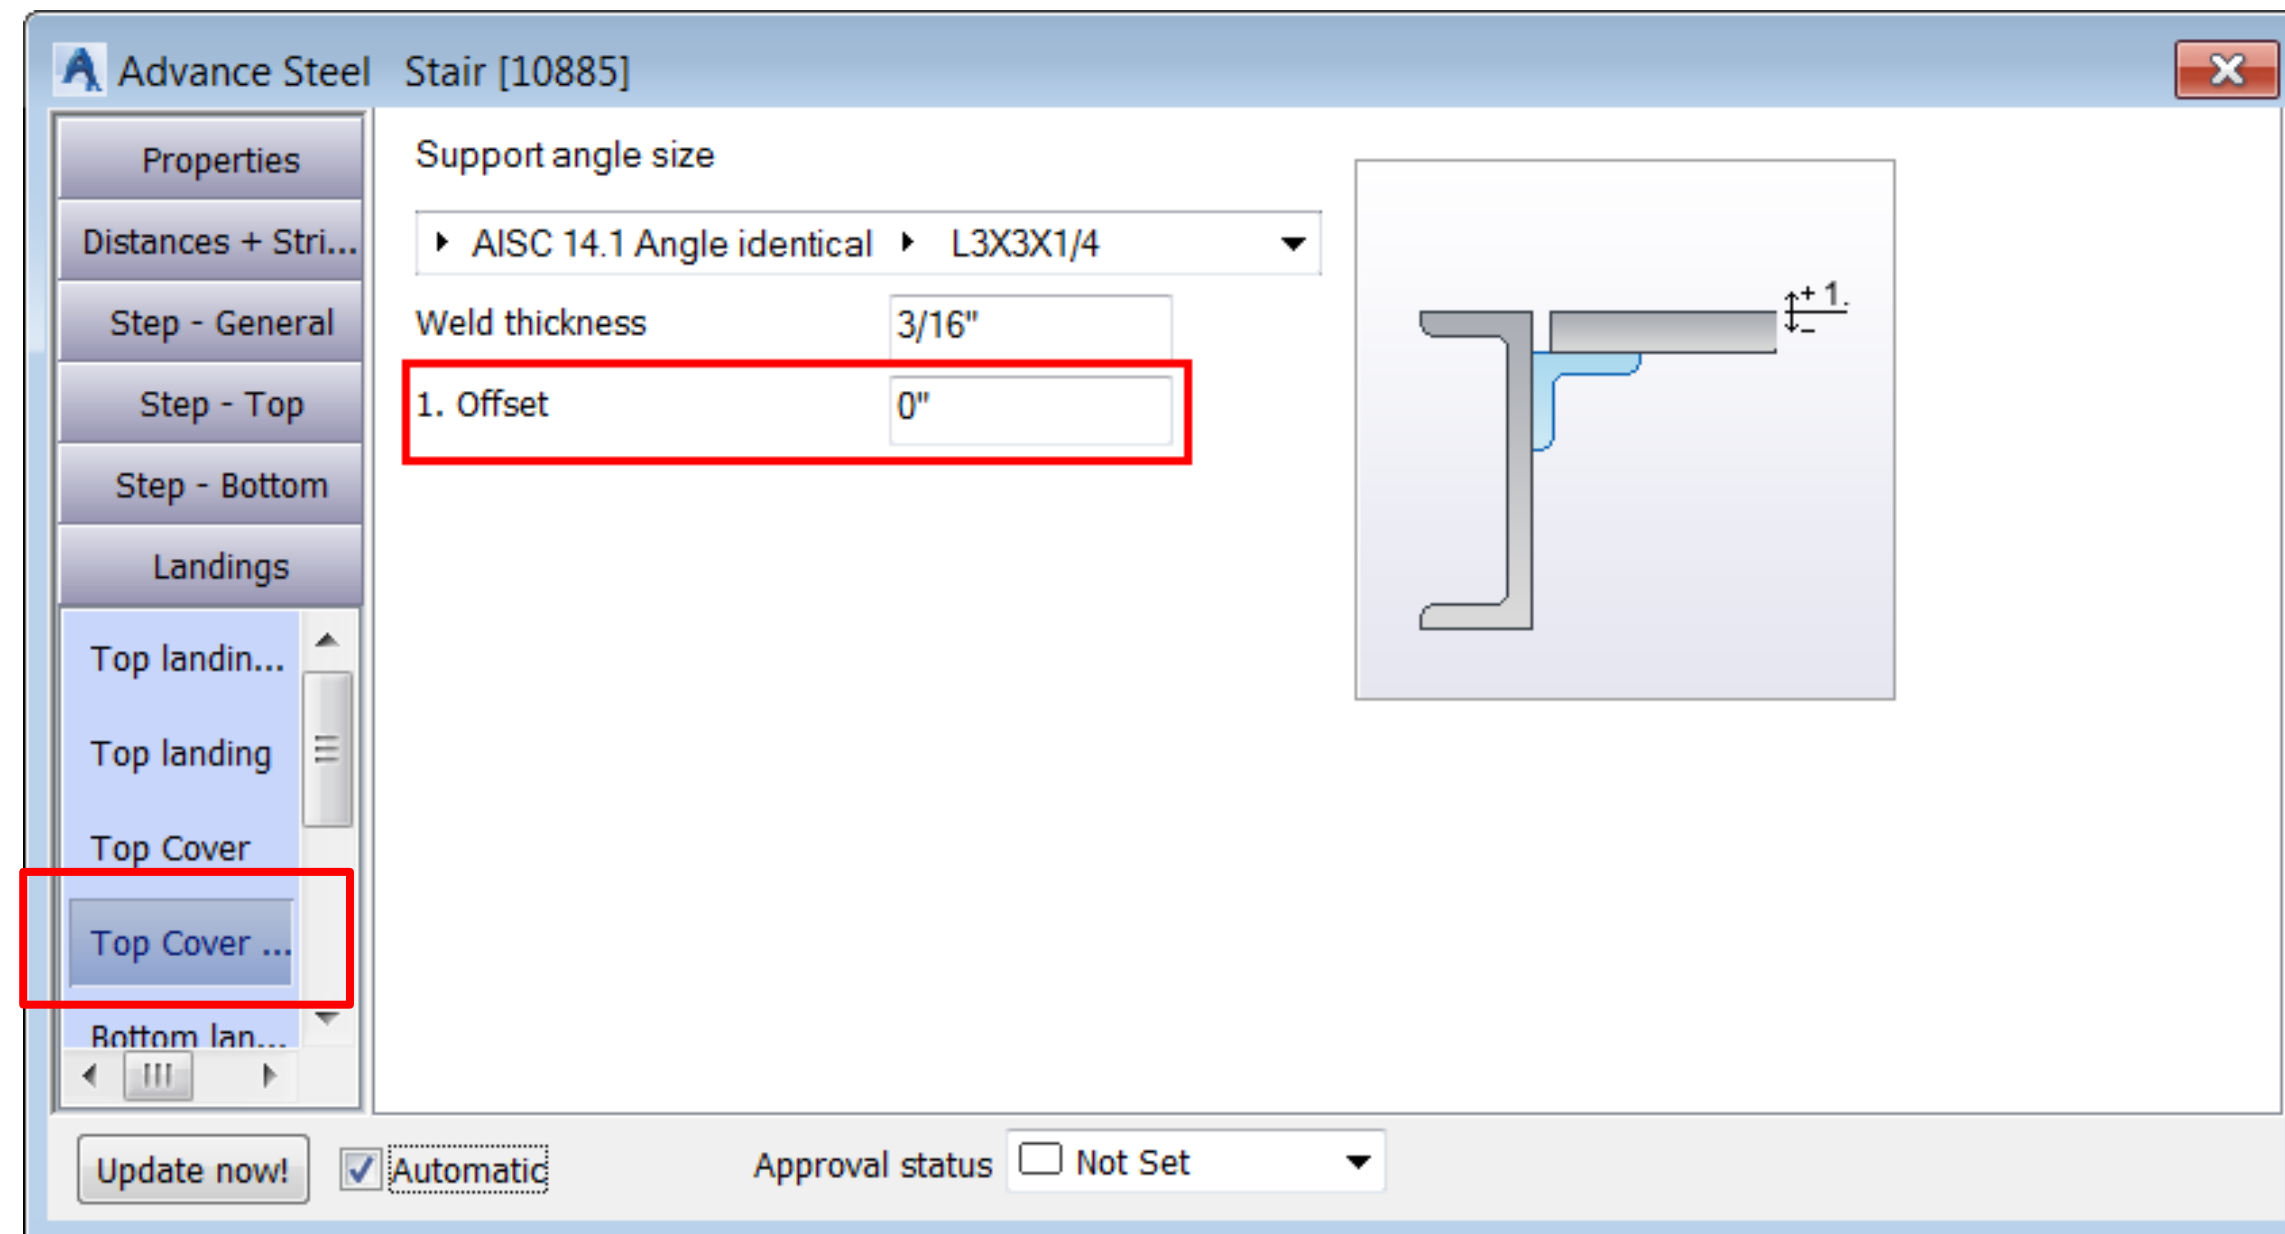 Advance Steel   Stair [10885]
Properties
Distances + Stri...
Step - General
Step - Top
Step - Bottom
Landings
Top landin...
Top landing
Top Cover
Top Cover ...
Bottom lan...
Support angle size
AISC 14.1 Angle identical   L3X3X1/4
Weld thickness   3/16"
1. Offset   0"
+ 1.
-
Update now!   Automatic   Approval status   Not Set